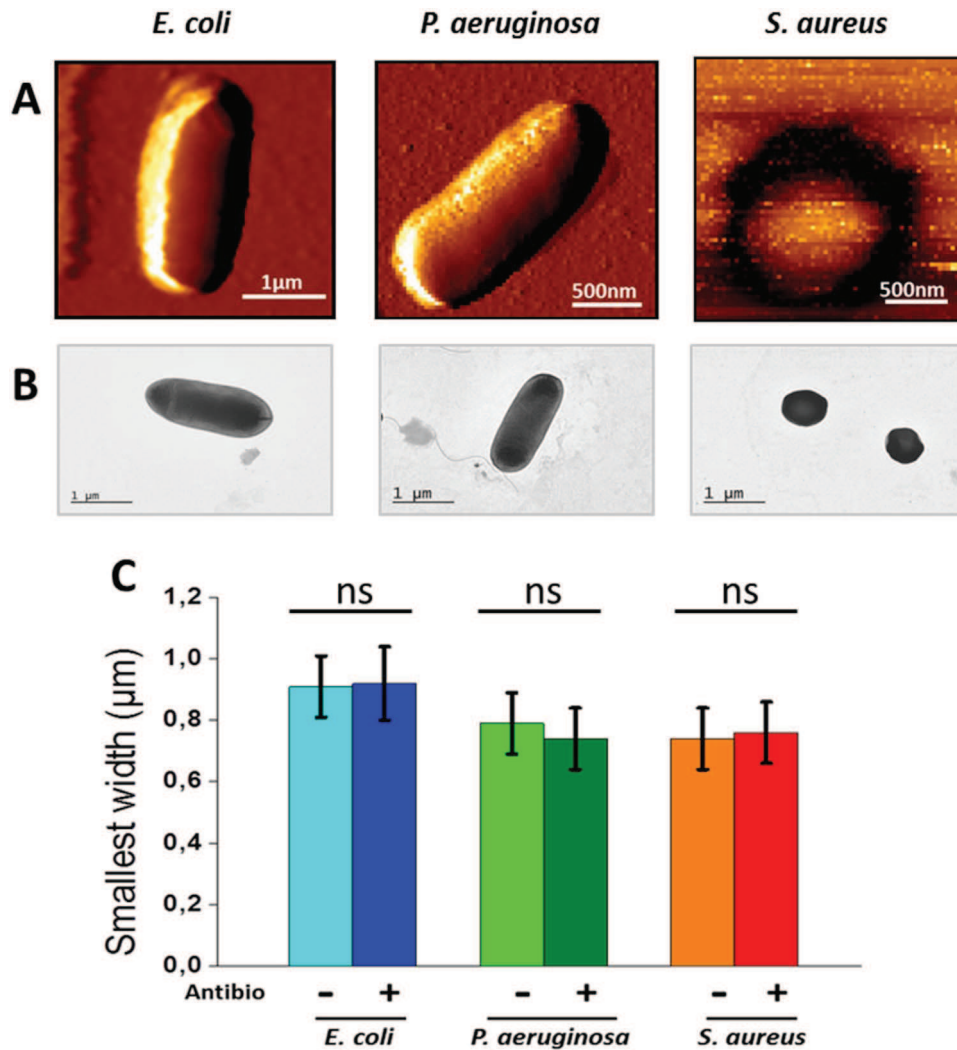 E. coli
P. aeruginosa
S. aureus
A
1µm
500nm
500nm
B
1 µm
1 µm
1 µm
C
ns
ns
ns
Smallest width (µm)
1,2
1,0
0,8
0,6
0,4
0,2
0,0
Antibio
- + - + - +
E. coli
P. aeruginosa
S. aureus